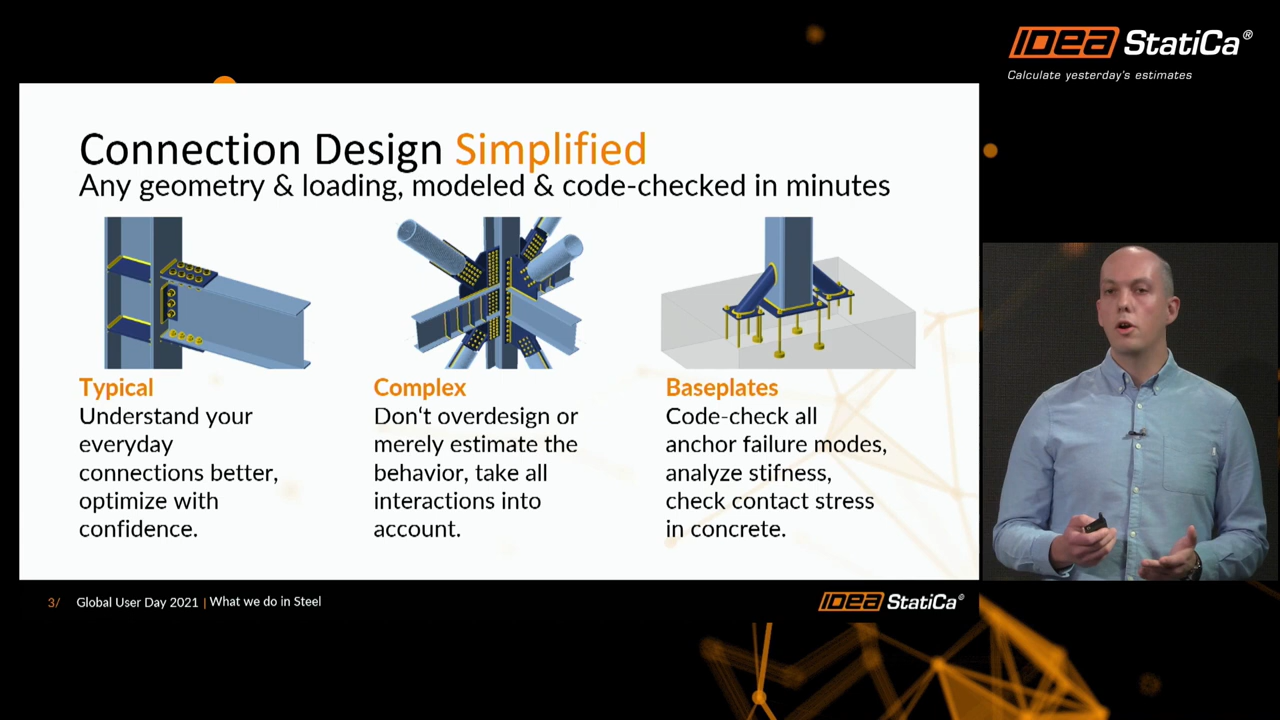 IDEA StatiCa®
Calculate yesterday's estimates
Connection Design Simplified
Any geometry & loading, modeled & code-checked in minutes
Typical
Understand your
everyday
connections better,
optimize with
confidence.
Complex
Don‘t overdesign or
merely estimate the
behavior, take all
interactions into
account.
Baseplates
Code-check all
anchor failure modes,
analyze stifness,
check contact stress
in concrete.
3/ Global User Day 2021 | What we do in Steel
IDEA StatiCa®